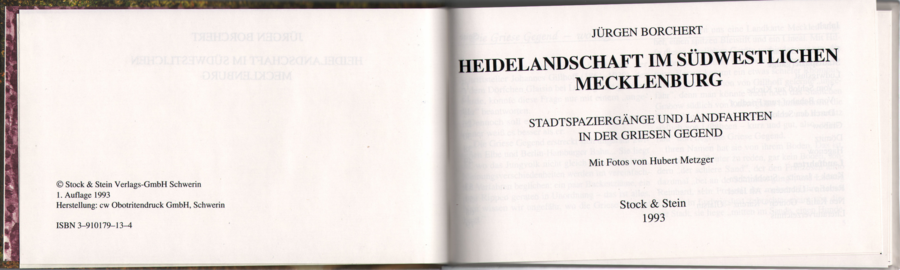 © Stock & Stein Verlags-GmbH Schwerin
1. Auflage 1993
Herstellung: cw Obotritendruck GmbH, Schwerin
ISBN 3–910179–13–4
JÜRGEN BORCHERT
HEIDELANDSCHAFT IM SÜDWESTLICHEN
MECKLENBURG
STADTSPAZIERGÄNGE UND LANDFAHRTEN
IN DER GRIESEN GEGEND
Mit Fotos von Hubert Metzger
Stock & Stein
1993